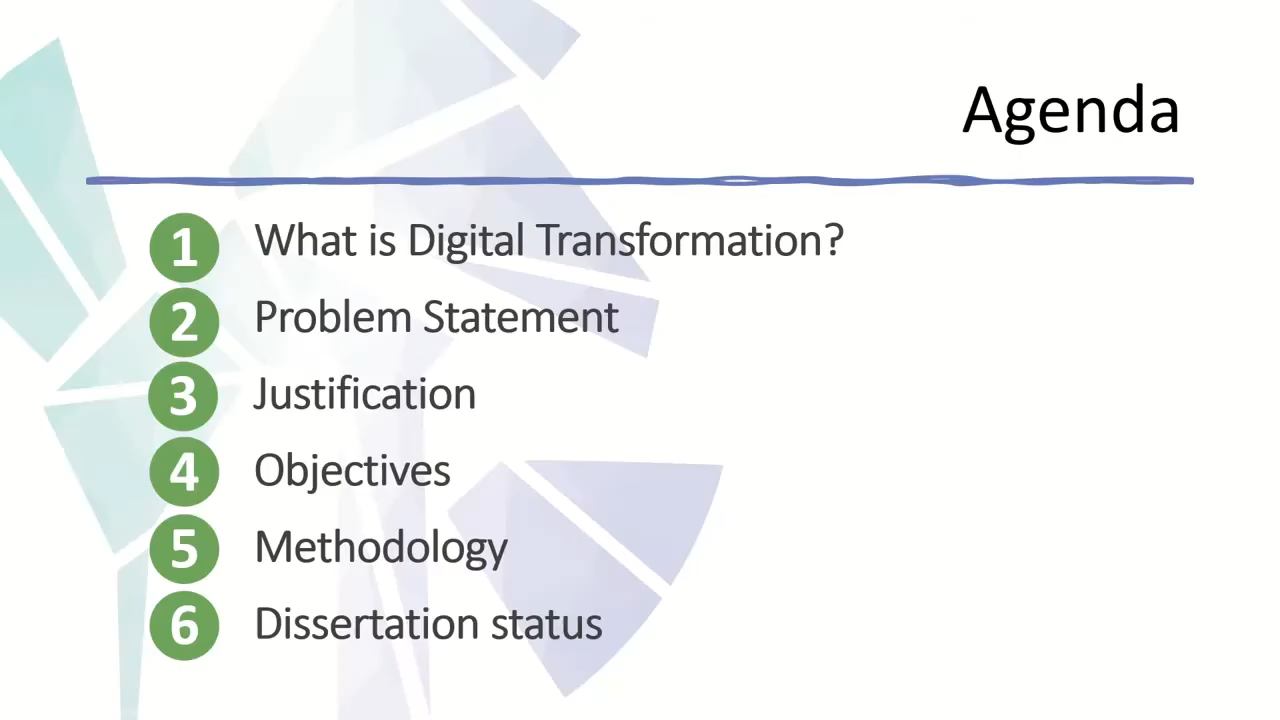 Agenda
1 What is Digital Transformation?
2 Problem Statement
3 Justification
4 Objectives
5 Methodology
6 Dissertation status